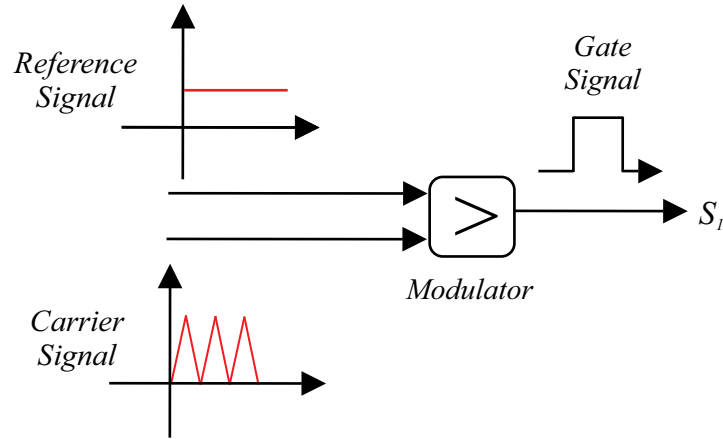 Reference
Signal
Gate
Signal
>
S1
Modulator
Carrier
Signal